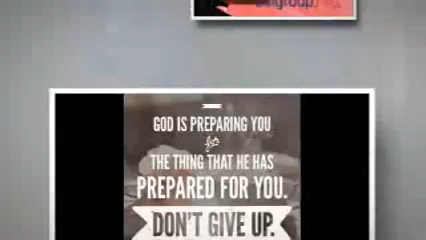 GOD IS PREPARING YOU
for
THE THING THAT HE HAS
PREPARED FOR YOU.
DON'T GIVE UP.